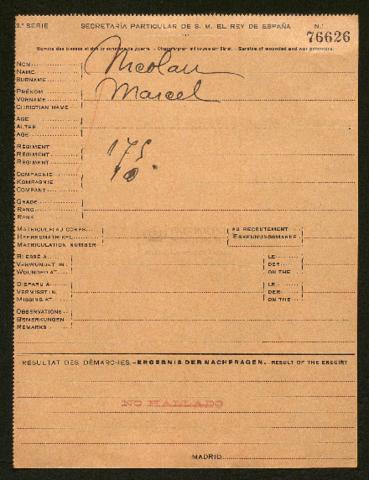 3.ª SERIE SECRETARÍA PARTICULAR DE S. M. EL REY DE ESPAÑA N.º
76626
NOM
NAME
SURNAME
Nicolau
PRÉNOM
VORNAME
CHRISTIAN NAME
Marcel
AGE
ALTER
AGE
RÉGIMENT
REGIMENT
REGIMENT
175
COMPAGNIE
KOMPAGNIE
COMPANY
GRADE
RANG
RANK
MATRICULE AU CORPS AU RECRUTEMENT
MATRICULATION NUMBER
BLESSÉ A LE
VERWUNDET IN DER
WOUNDED AT ON THE
DISPARU A LE
VERMISST IN DER
MISSING AT ON THE
OBSERVATIONS
BEMERKUNGEN
REMARKS
RÉSULTAT DES DÉMARCHES.-ERGEBNIS DER NACHFRAGEN.-RESULT OF THE ENQUIRY
NO HALLADO
MADRID